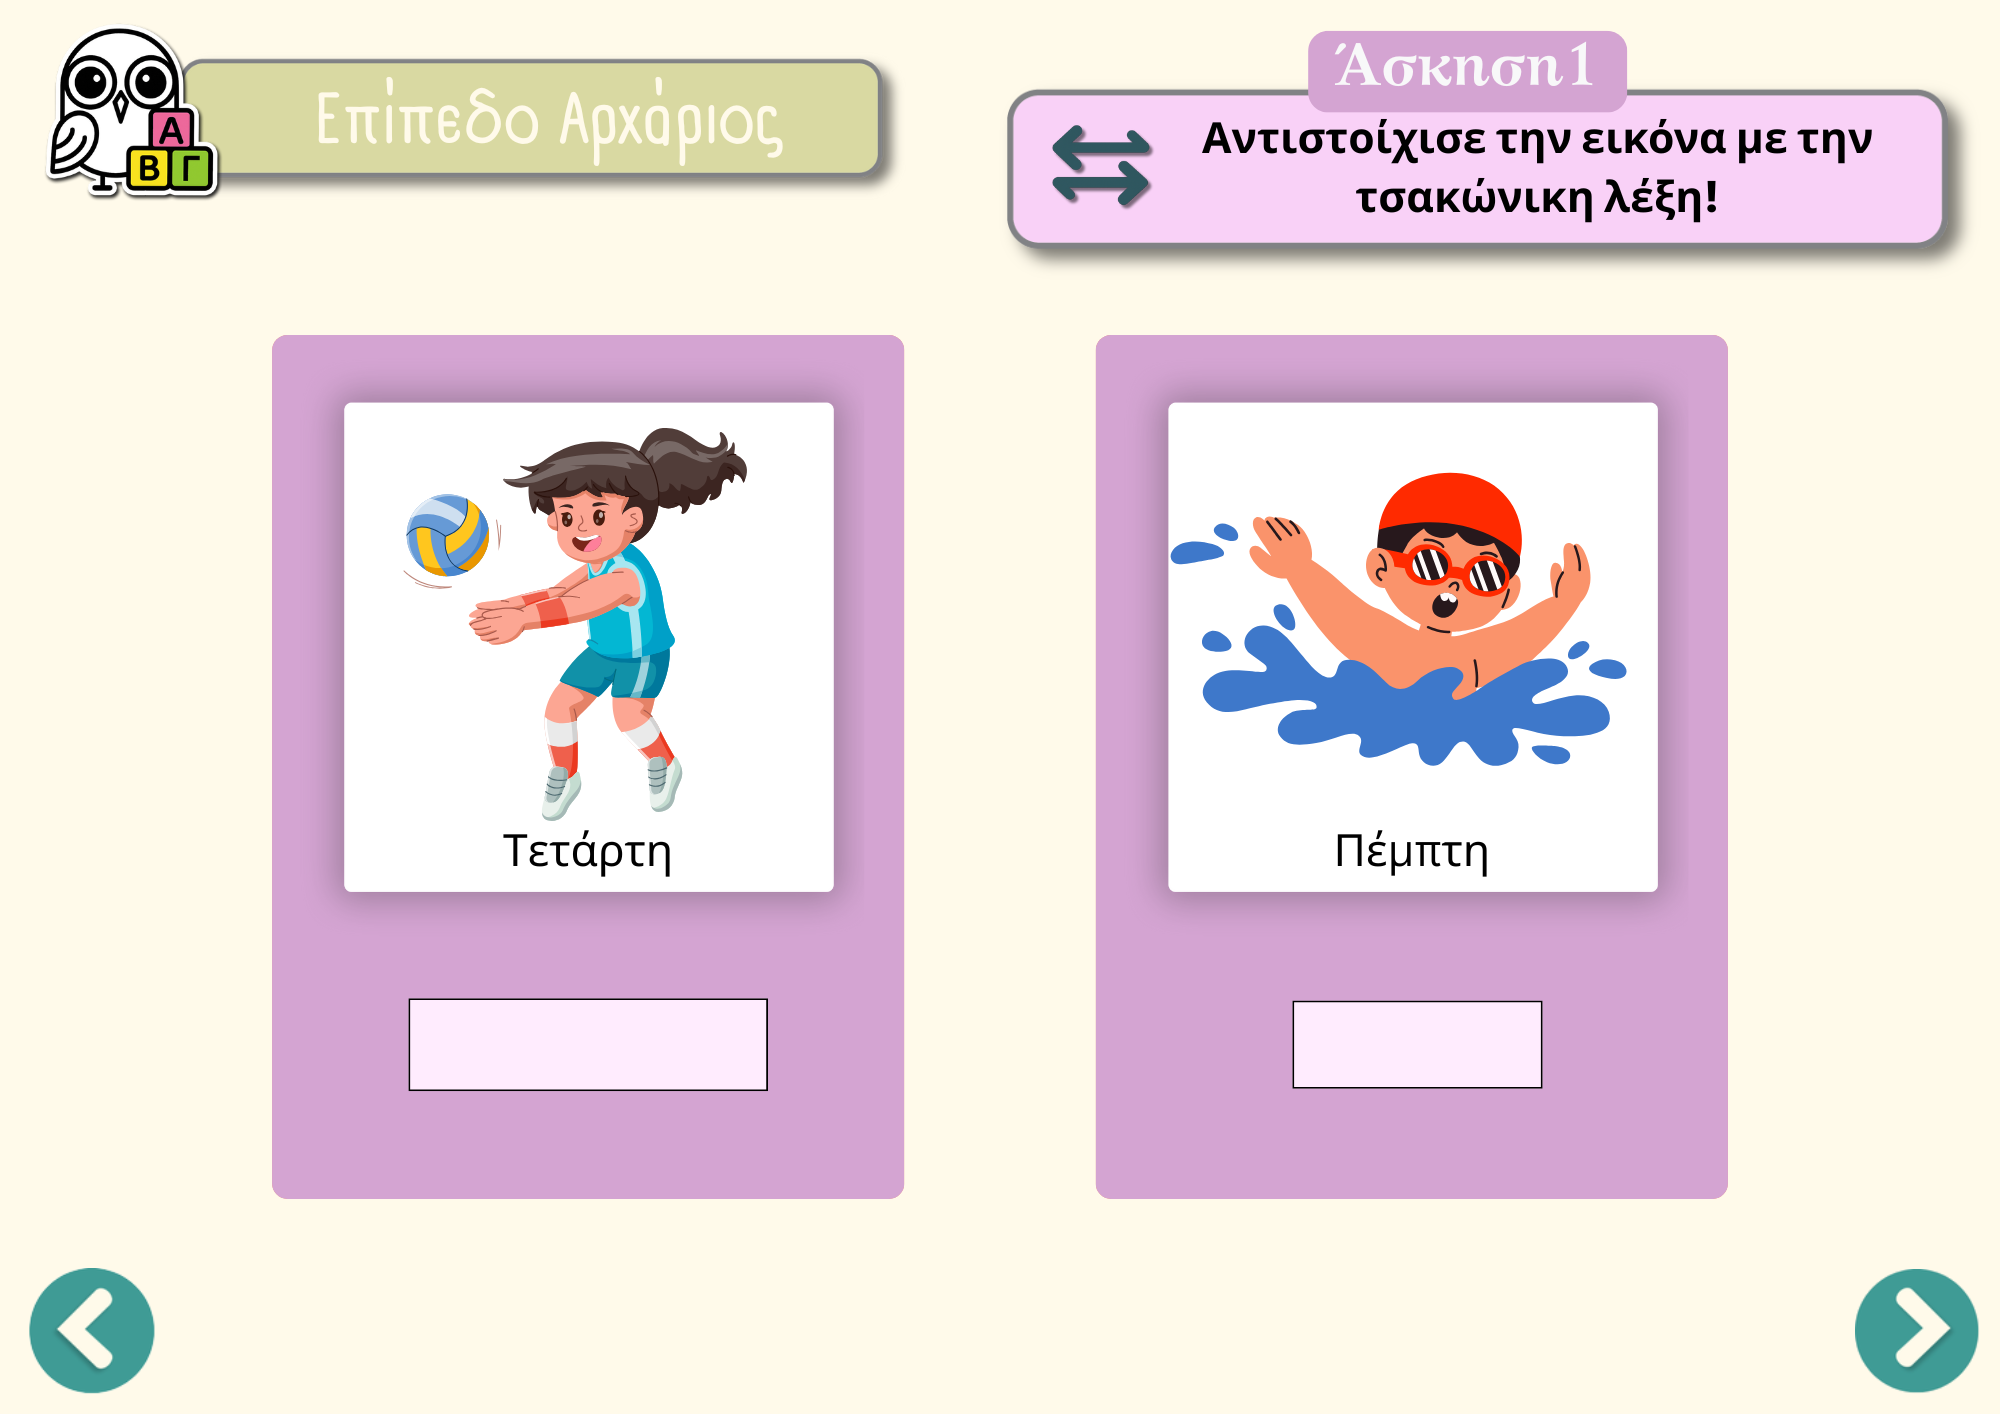 Α
Β Γ
Επίπεδο Αρχάριος
Άσκηση1
Αντιστοίχισε την εικόνα με την
τσακώνικη λέξη!
Τετάρτη
Πέμπτη